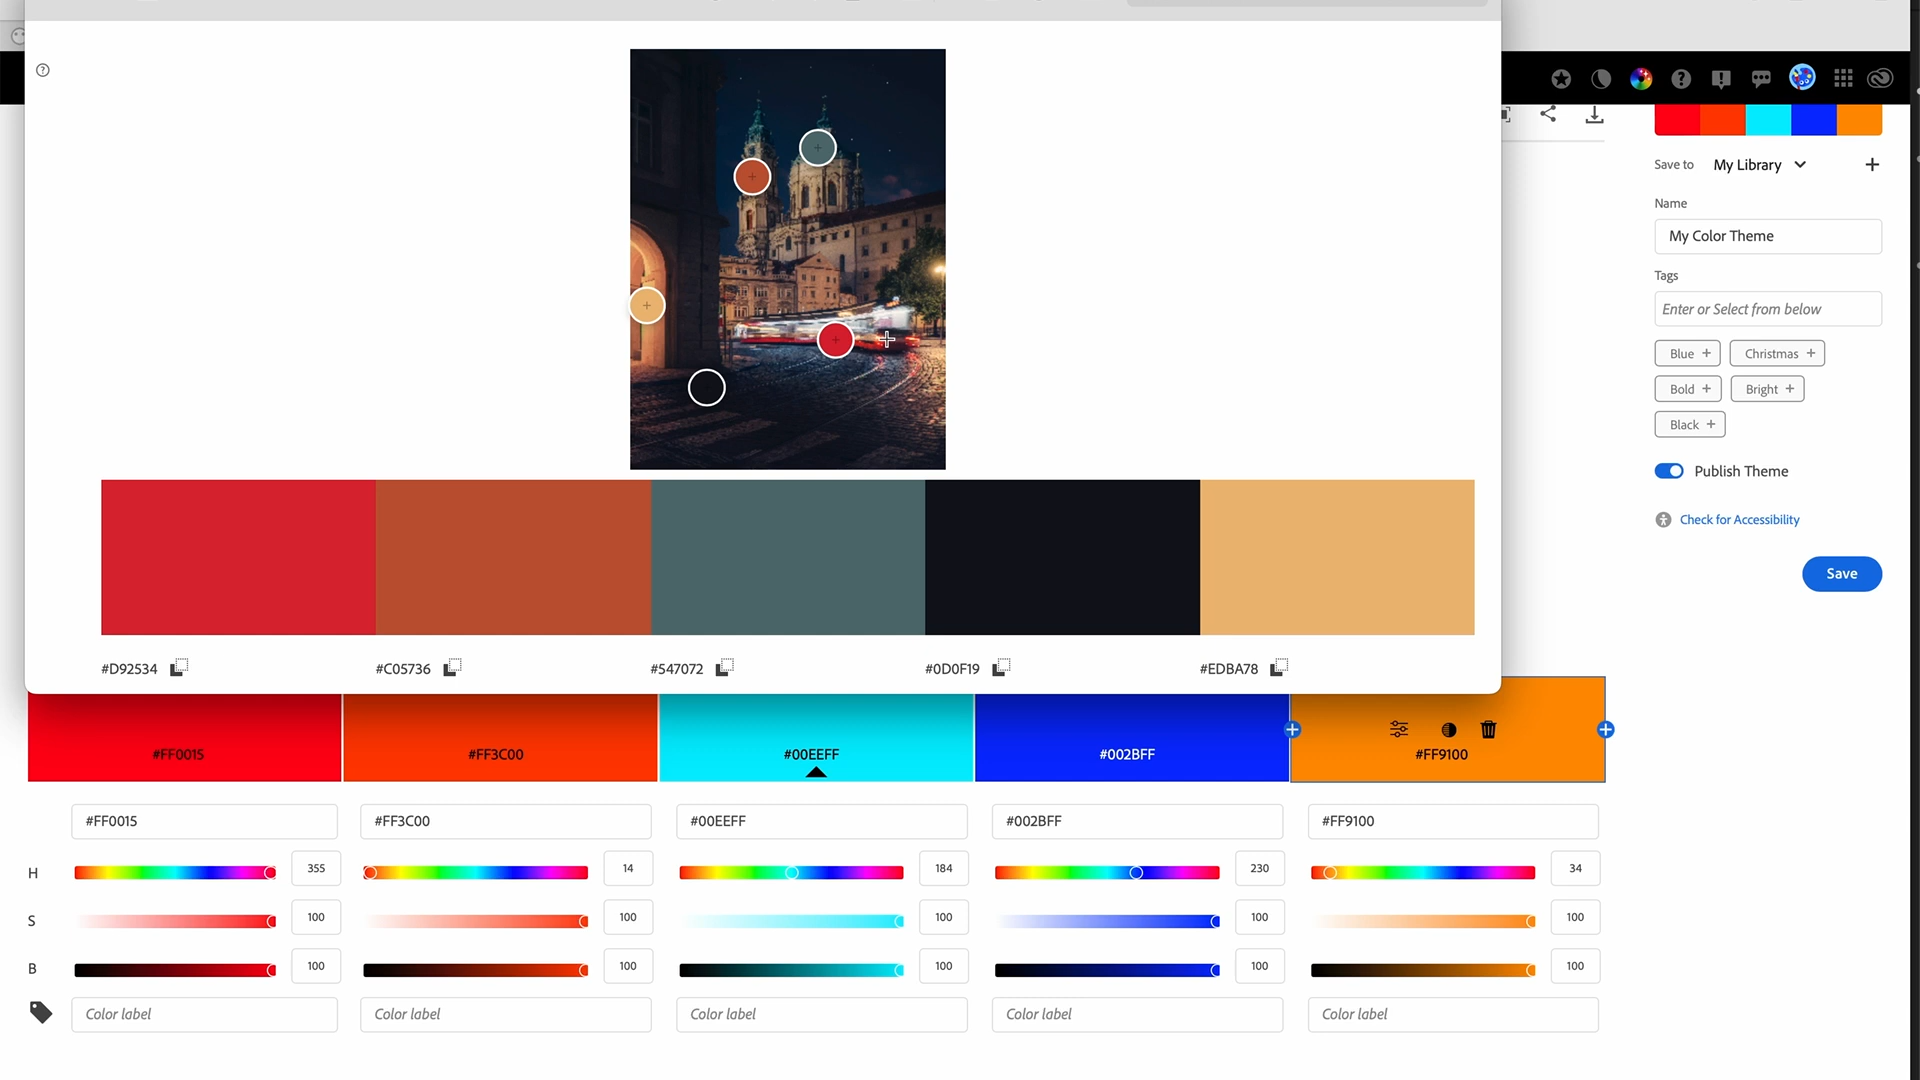 Save to
My Library
Name
My Color Theme
Tags
Enter or Select from below
Blue +
Christmas +
Bold +
Bright +
Black +
Publish Theme
Check for Accessibility
Save
#D92534
#C05736
#547072
#0D0F19
#EDBA78
#FF0015
#FF3C00
#00EEFF
#002BFF
#FF9100
#FF0015
#FF3C00
#00EEFF
#002BFF
#FF9100
H
355
14
184
230
34
S
100
100
100
100
100
B
100
100
100
100
100
Color label
Color label
Color label
Color label
Color label